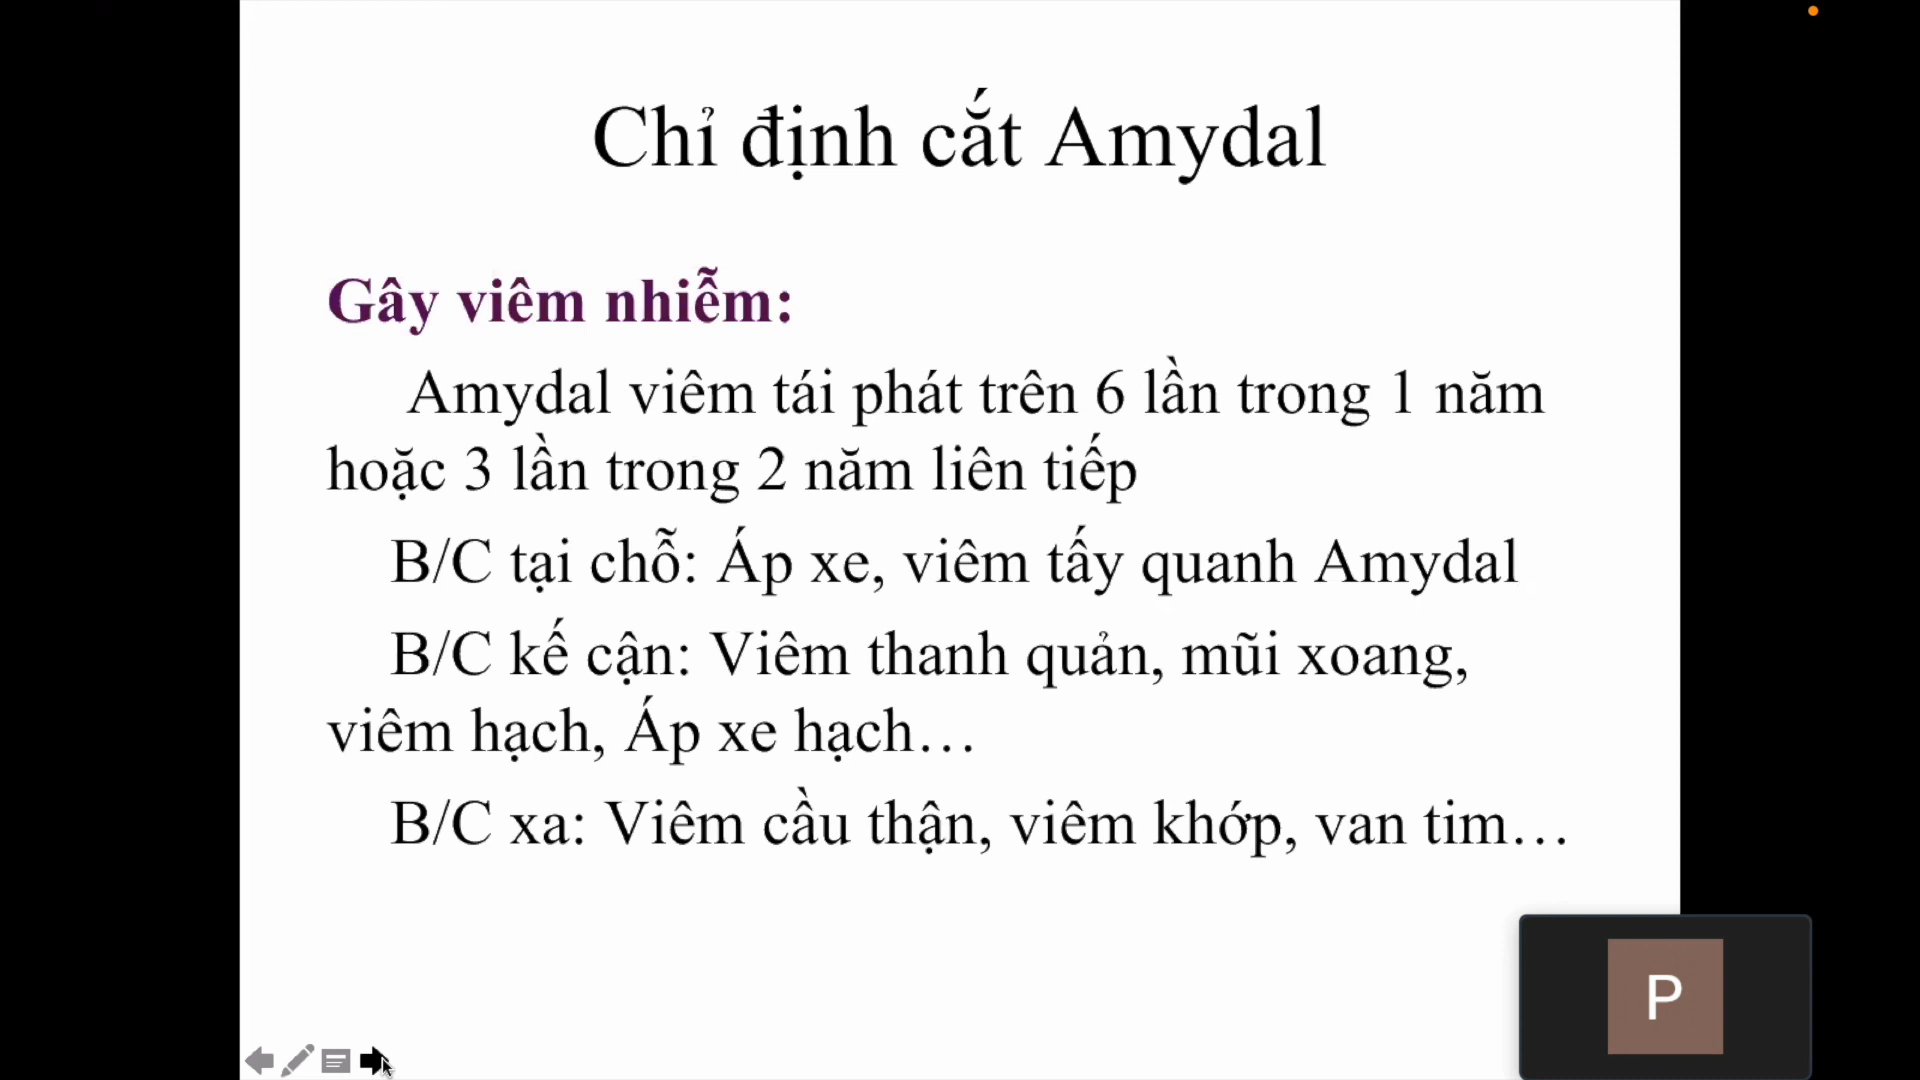 Chỉ định cắt Amydal
Gây viêm nhiễm:
Amydal viêm tái phát trên 6 lần trong 1 năm
hoặc 3 lần trong 2 năm liên tiếp
B/C tại chỗ: Áp xe, viêm tấy quanh Amydal
B/C kế cận: Viêm thanh quản, mũi xoang,
viêm hạch, Áp xe hạch…
B/C xa: Viêm cầu thận, viêm khớp, van tim…
P